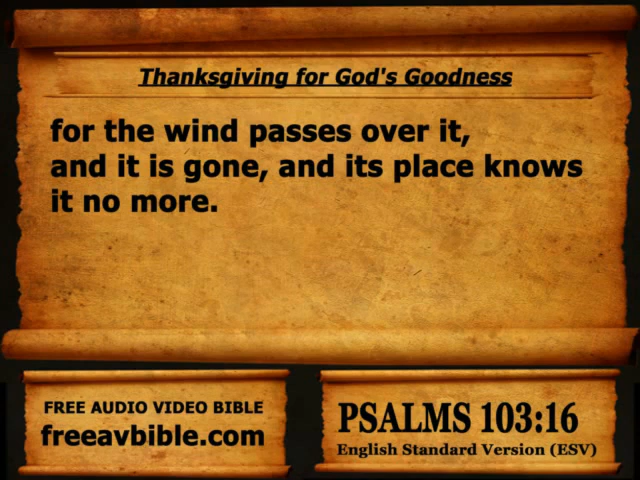 Thanksgiving for God's Goodness
for the wind passes over it,
and it is gone, and its place knows
it no more.
FREE AUDIO VIDEO BIBLE
freeavbible.com
PSALMS 103:16
English Standard Version (ESV)